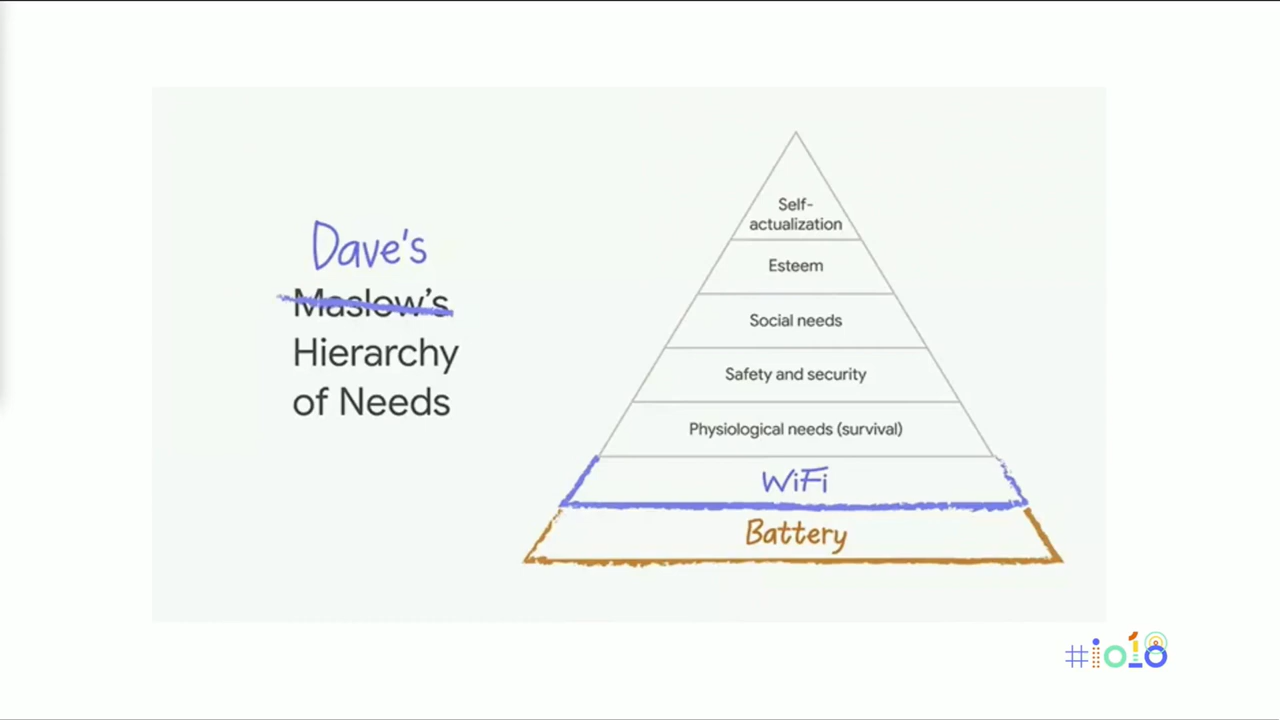 Dave's
Maslow's
Hierarchy
of Needs
Self-
actualization
Esteem
Social needs
Safety and security
Physiological needs (survival)
WiFi
Battery
#io18